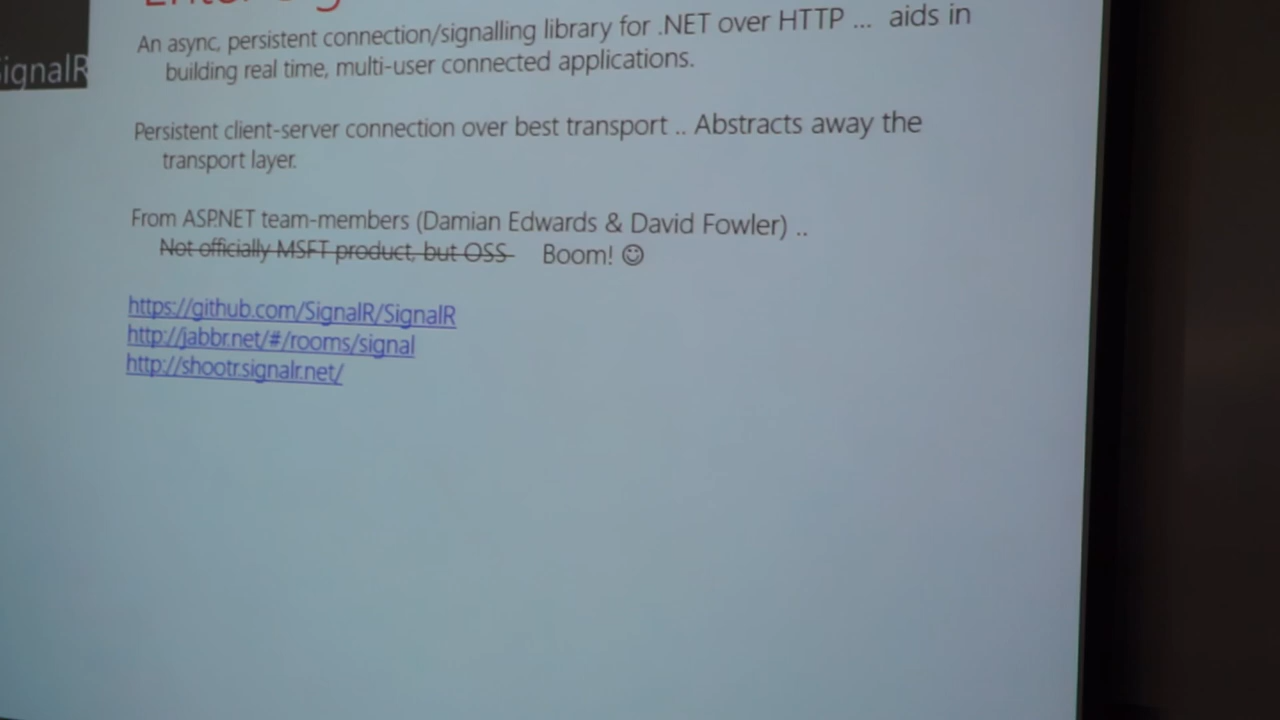 Enter
SignalR
An async, persistent connection/signalling library for .NET over HTTP ... aids in
building real time, multi-user connected applications.
Persistent client-server connection over best transport .. Abstracts away the
transport layer.
From ASP.NET team-members (Damian Edwards & David Fowler) ..
Not officially MSFT product, but OSS Boom! ☺
https://github.com/SignalR/SignalR
http://jabbr.net/#/rooms/signal
http://shootr.signalr.net/